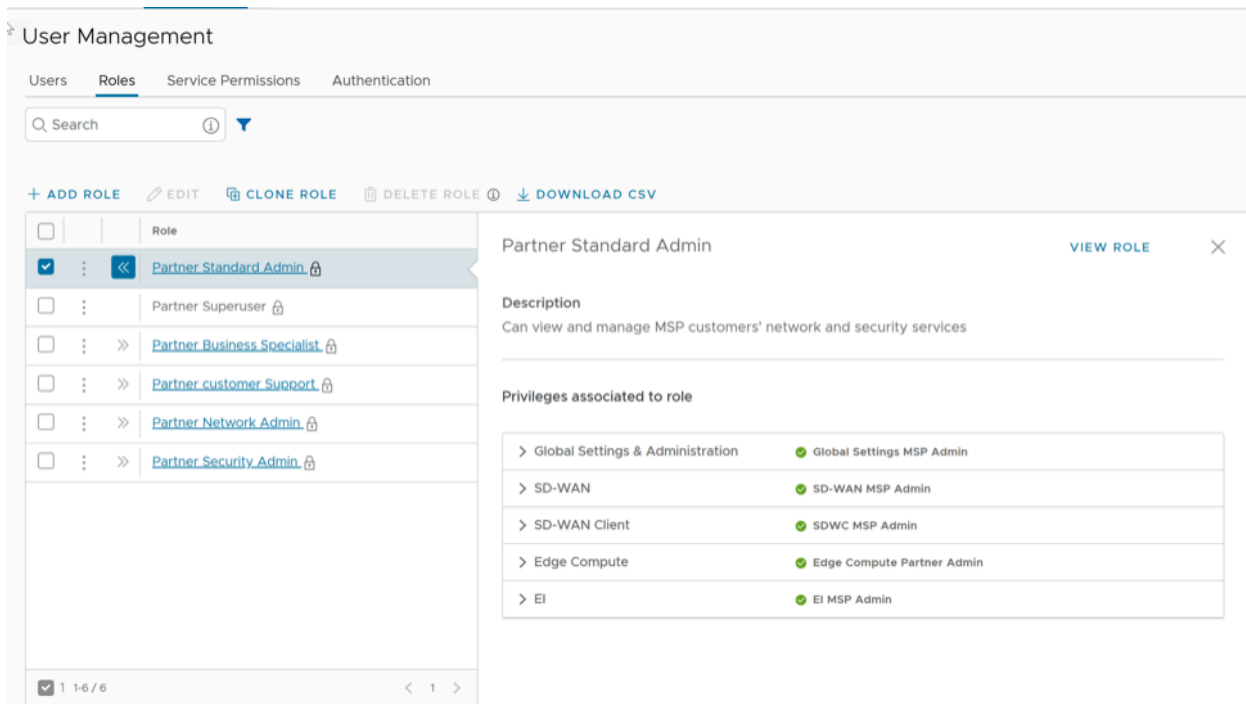 User Management
Users Roles Service Permissions Authentication
Search
ADD ROLE EDIT CLONE ROLE DELETE ROLE DOWNLOAD CSV
Role
Partner Standard Admin
Partner Superuser
Partner Business Specialist
Partner customer Support
Partner Network Admin
Partner Security Admin
1 1-6 / 6 1
Partner Standard Admin VIEW ROLE
Description
Can view and manage MSP customers' network and security services
Privileges associated to role
Global Settings & Administration Global Settings MSP Admin
SD-WAN SD-WAN MSP Admin
SD-WAN Client SDWC MSP Admin
Edge Compute Edge Compute Partner Admin
EI EI MSP Admin